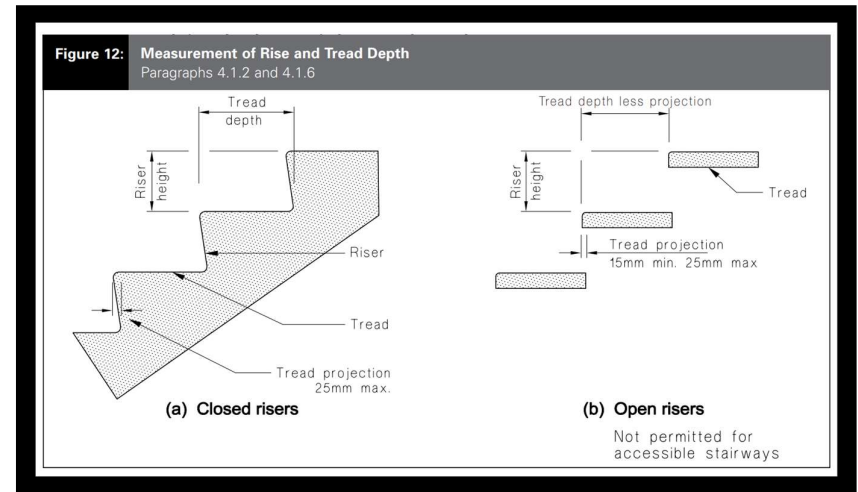 Figure 12: Measurement of Rise and Tread Depth
Paragraphs 4.1.2 and 4.1.6
Tread
depth
Riser
height
Riser
Tread
Tread projection
25mm max.
(a) Closed risers
Tread depth less projection
Riser
height
Tread
Tread projection
15mm min. 25mm max
(b) Open risers
Not permitted for
accessible stairways